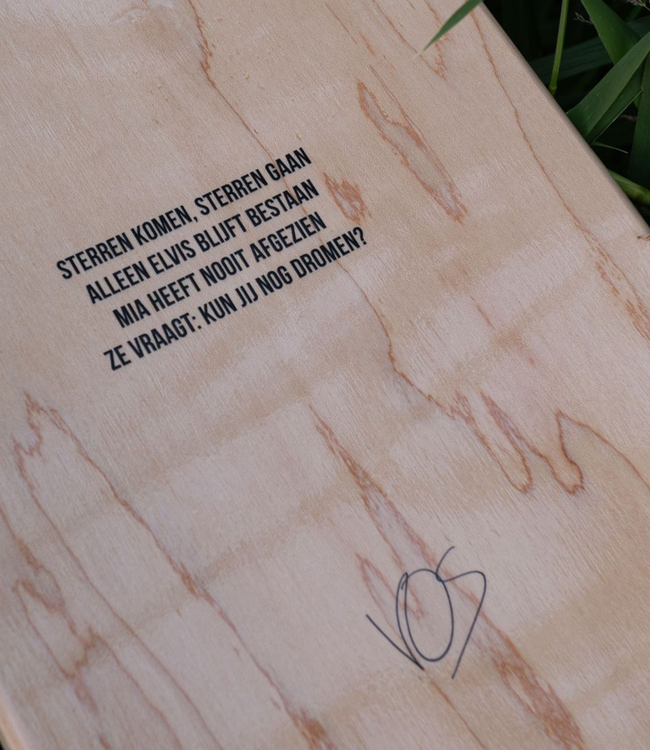 STERREN KOMEN, STERREN GAAN
ALLEEN ELVIS BLIJFT BESTAAN
MIA HEEFT NOOIT AFGEZIEN
ZE VRAAGT: KUN JIJ NOG DROMEN?
VOS